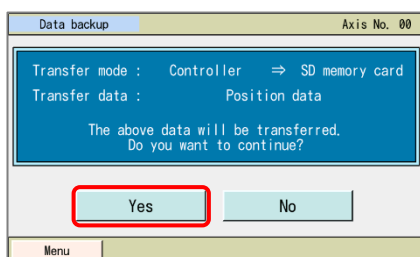 Data backup Axis No. 00
Transfer mode : Controller ⇒ SD memory card
Transfer data : Position data
The above data will be transferred.
Do you want to continue?
Yes No
Menu